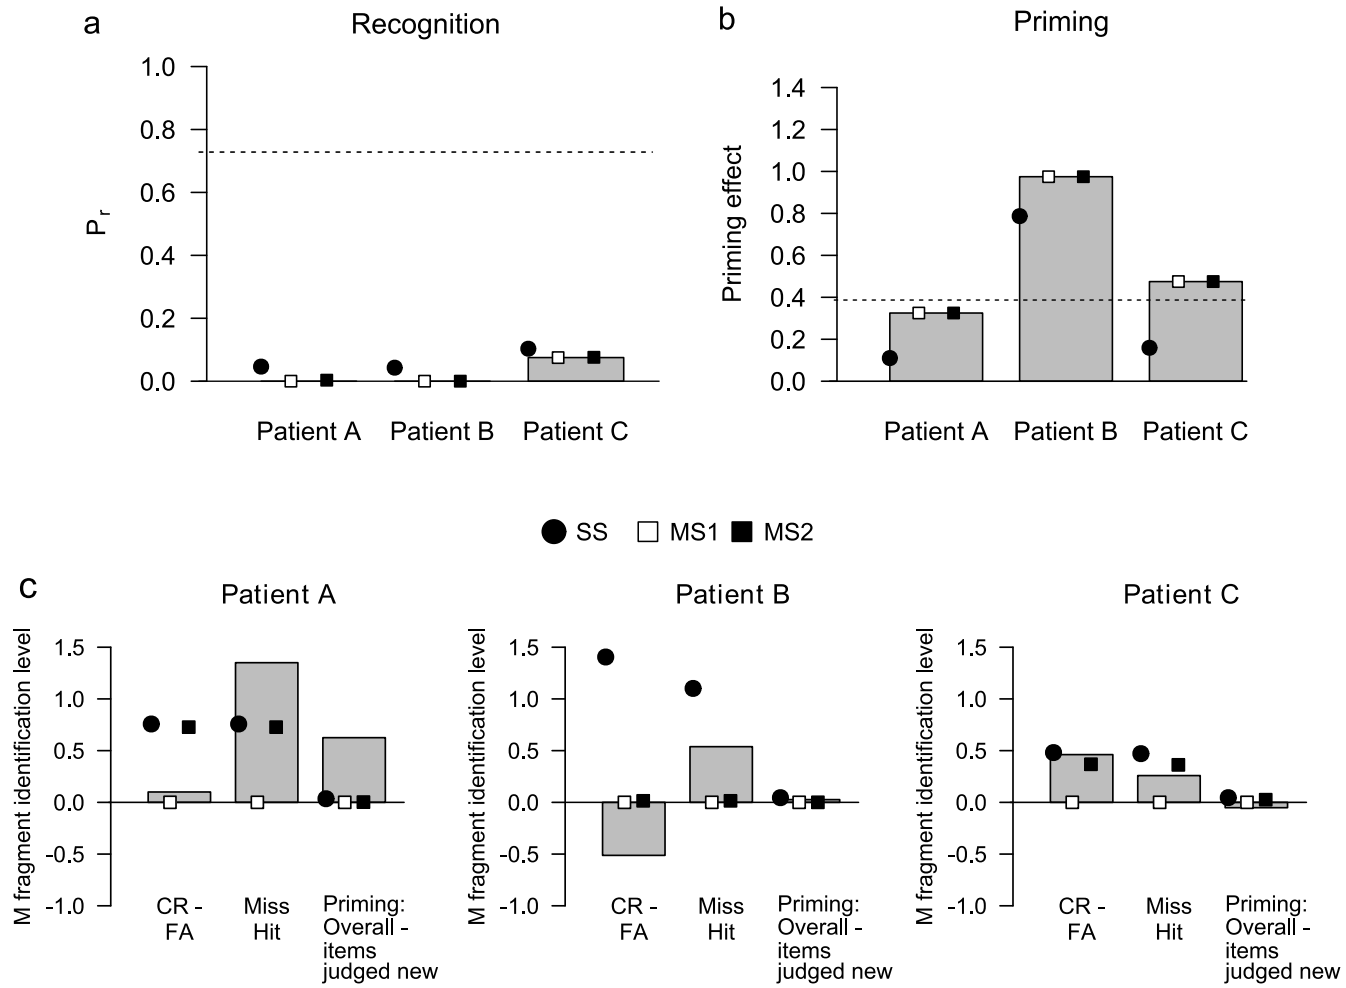 a
Recognition
1.0
0.8
0.6
0.4
0.2
0.0
Pr
Patient A
Patient B
Patient C
b
Priming
1.4
1.2
1.0
0.8
0.6
0.4
0.2
0.0
Priming effect
Patient A
Patient B
Patient C
SS
MS1
MS2
c
Patient A
M fragment identification level
1.5
1.0
0.5
0.0
-0.5
-1.0
CR -
FA
Miss
Hit
Priming:
Overall -
items
judged new
Patient B
M fragment identification level
1.5
1.0
0.5
0.0
-0.5
-1.0
CR -
FA
Miss
Hit
Priming:
Overall -
items
judged new
Patient C
M fragment identification level
1.5
1.0
0.5
0.0
-0.5
-1.0
CR -
FA
Miss
Hit
Priming:
Overall -
items
judged new